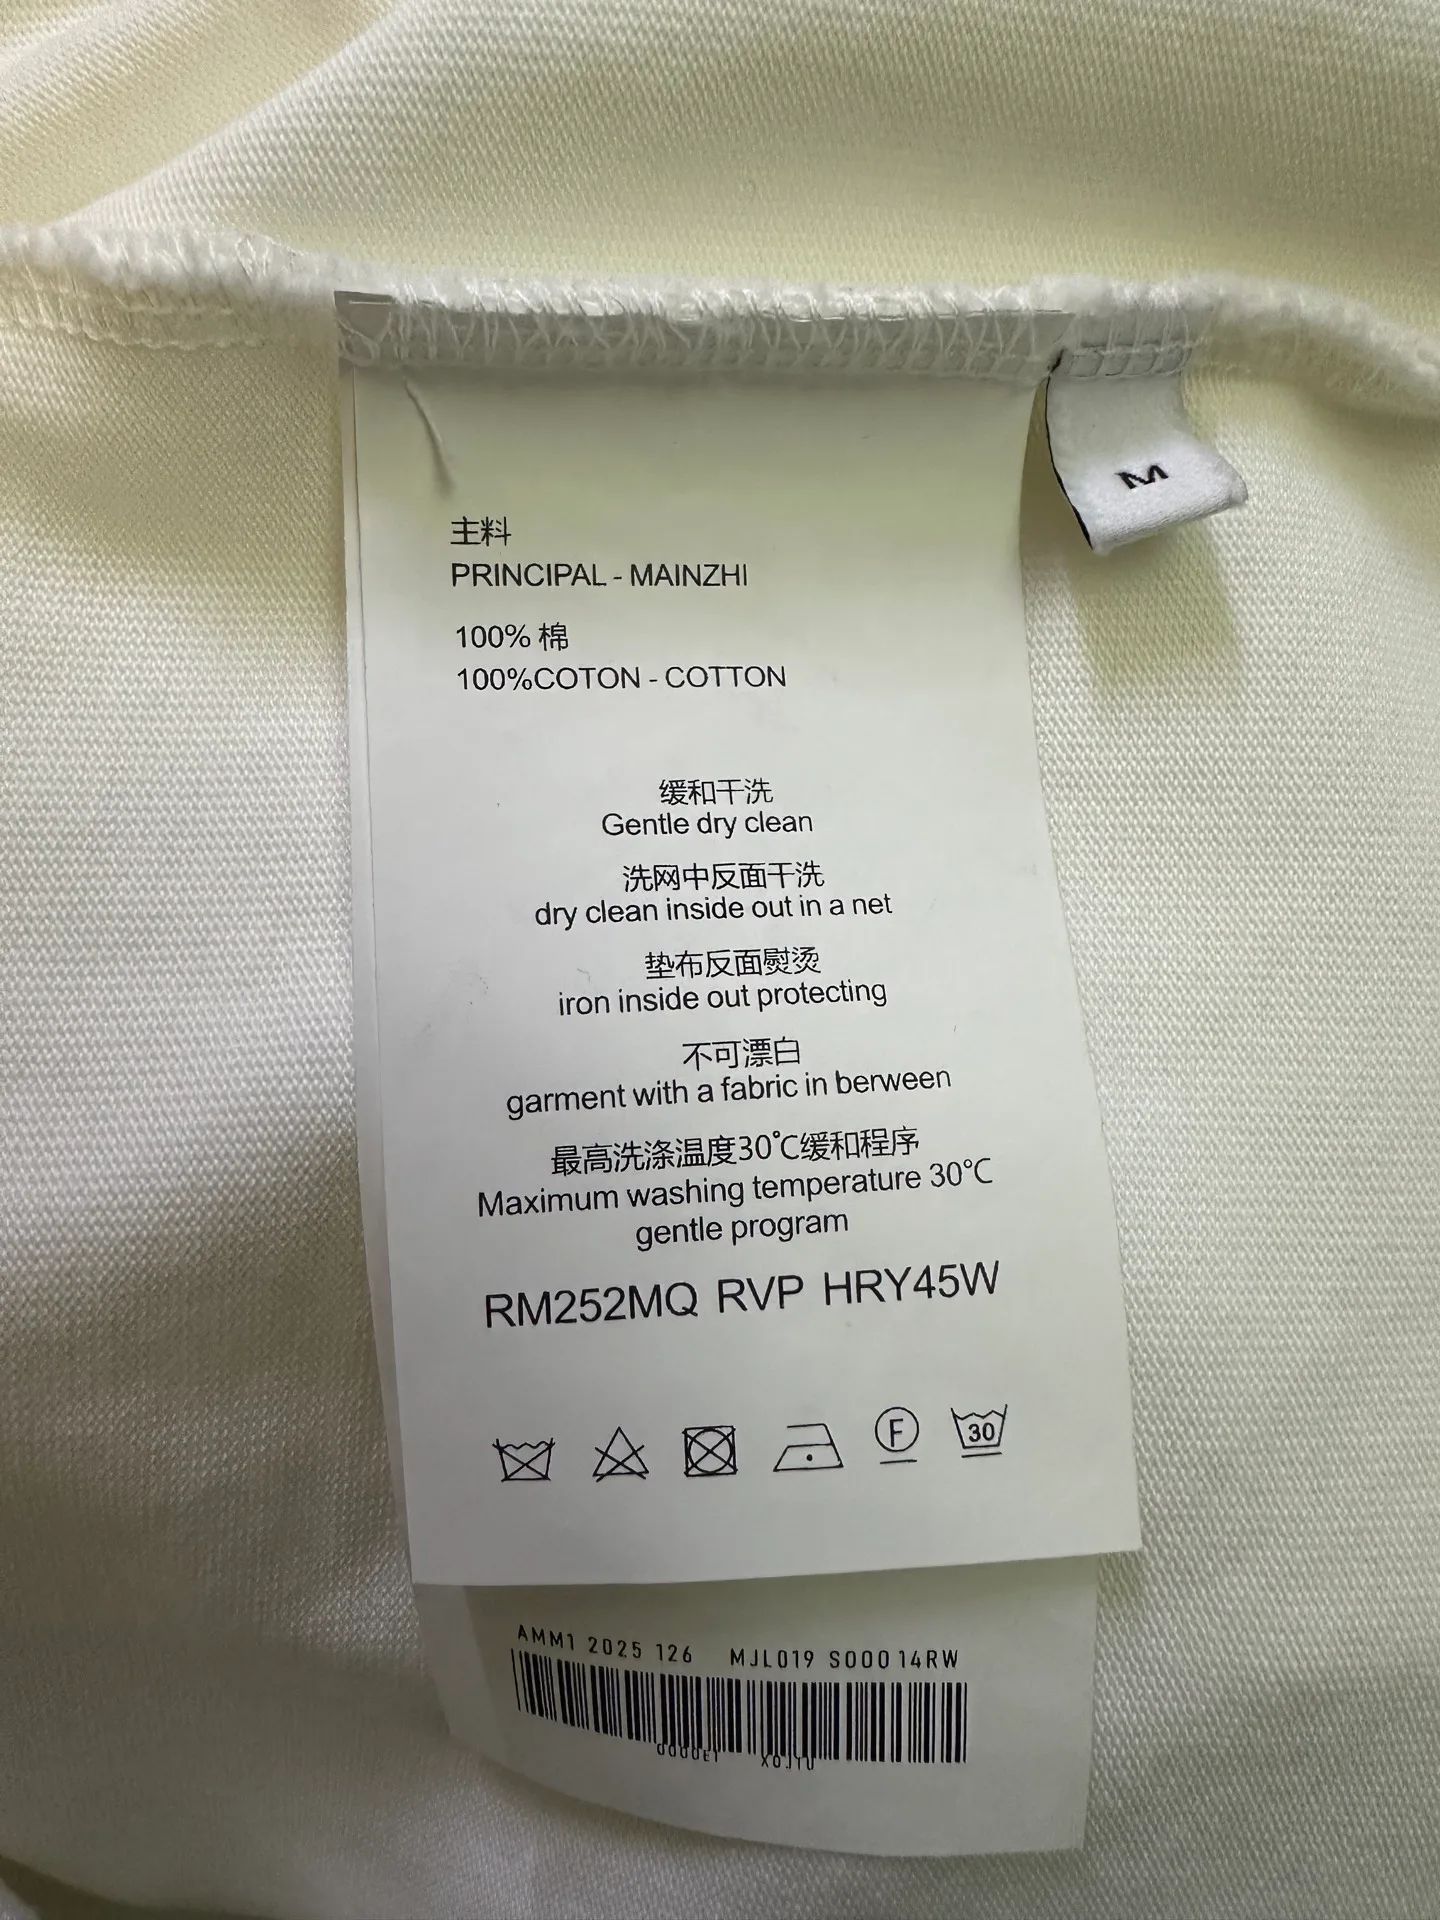 M
主料
PRINCIPAL - MAINZHI
100% 棉
100%COTON - COTTON
缓和干洗
Gentle dry clean
洗网中反面干洗
dry clean inside out in a net
垫布反面熨烫
iron inside out protecting
不可漂白
garment with a fabric in berween
最高洗涤温度30℃缓和程序
Maximum washing temperature 30℃
gentle program
RM252MQ RVP HRY45W
F
30
AMM1 2025 126 MJL019 S00014RW